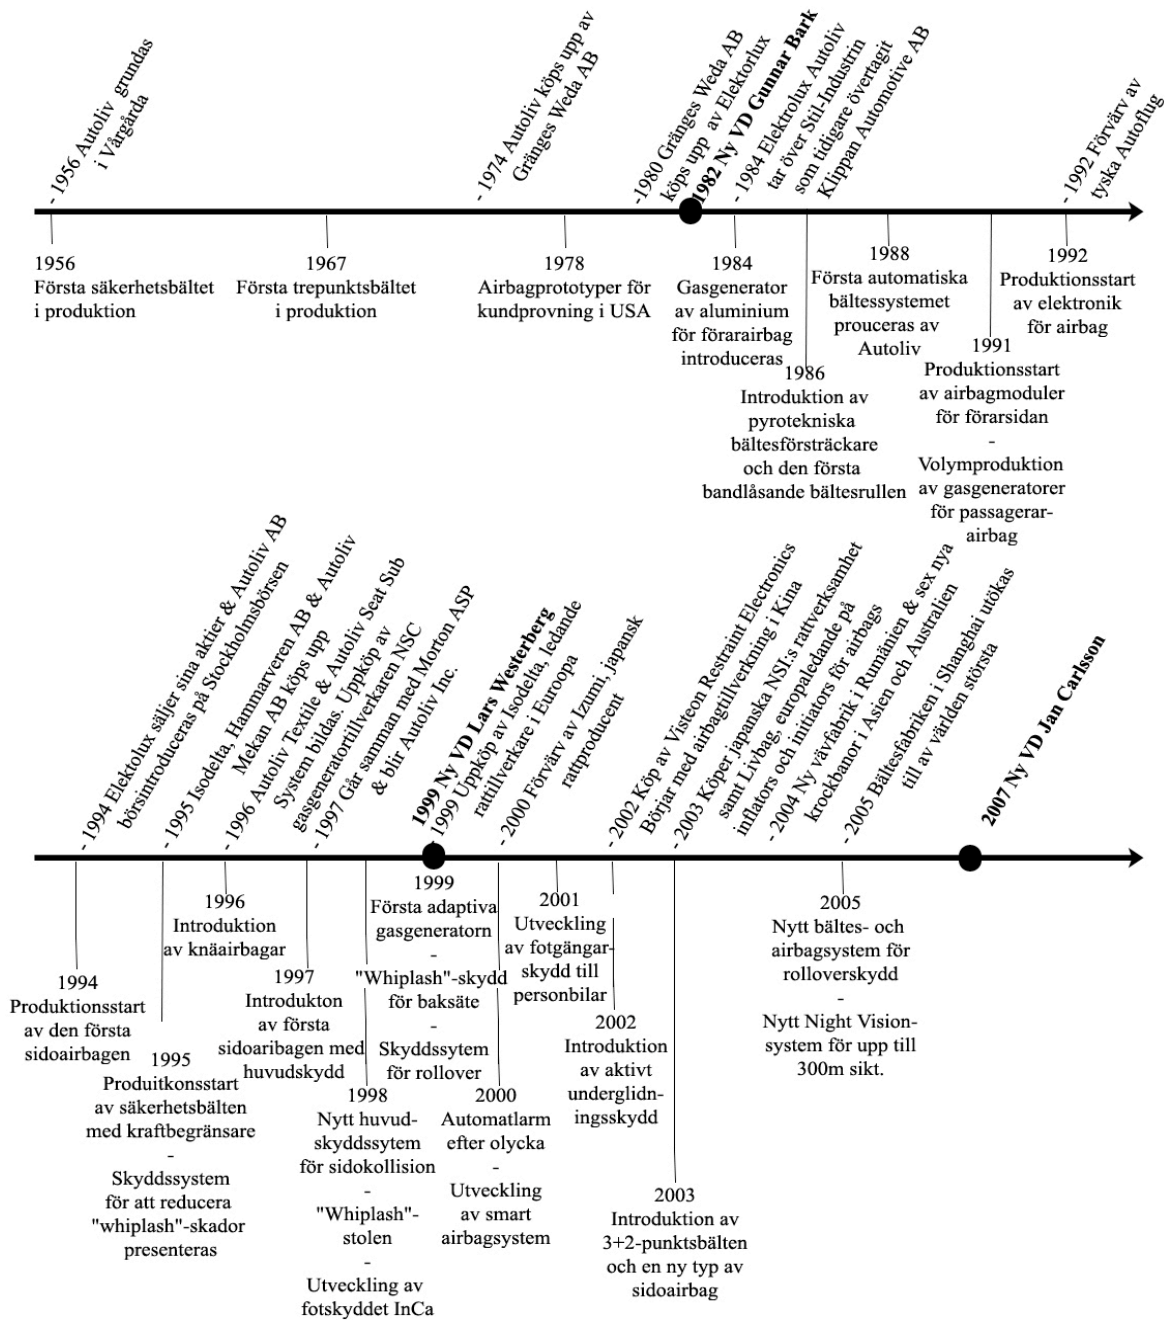 - 1956 Autoliv grundas
i Vårgårda
- 1974 Autoliv köps upp av
Gränges Weda AB
-1980 Gränges Weda AB
köps upp av Elektorlux
1982 Ny VD Gunnar Bark
- 1984 Elektrolux Autoliv
tar över Stil-Industrin
som tidigare övertagit
Klippan Automotive AB
- 1992 Förvärv av
tyska Autoflug
1956
Första säkerhetsbältet
i produktion
1967
Första trepunktsbältet
i produktion
1978
Airbagprototyper för
kundprovning i USA
1984
Gasgenerator
av aluminium
för förarairbag
introduceras
1986
Introduktion av
pyrotekniska
bältesförsträckare
och den första
bandlåsande bältesrullen
1988
Första automatiska
bältessystemet
prouceras av
Autoliv
1991
Produktionsstart
av airbagmoduler
för förarsidan
-
Volymproduktion
av gasgeneratorer
för passagerar-
airbag
1992
Produktionsstart
av elektronik
för airbag
- 1994 Elektolux säljer sina aktier & Autoliv AB
börsintroduceras på Stockholmsbörsen
- 1995 Isodelta, Hammarveren AB & Autoliv
Mekan AB köps upp
- 1996 Autoliv Textile & Autoliv Seat Sub
System bildas. Uppköp av
gasgeneratortillverkaren NSC
- 1997 Går samman med Morton ASP
& blir Autoliv Inc.
1999 Ny VD Lars Westerberg
- 1999 Uppköp av Isodelta, ledande
rattillverkare i Euroopa
- 2000 Förvärv av Izumi, japansk
rattproducent
- 2002 Köp av Visteon Restraint Electronics
Börjar med airbagtillverkning i Kina
- 2003 Köper japanska NSI:s rattverksamhet
samt Livbag, europaledande på
inflators och initiators för airbags
- 2004 Ny vävfabrik i Rumänien & sex nya
krockbanor i Asien och Australien
- 2005 Bältesfabriken i Shanghai utökas
till av världen största
2007 Ny VD Jan Carlsson
1994
Produktionsstart
av den första
sidoairbagen
1995
Produitkonsstart
av säkerhetsbälten
med kraftbegränsare
-
Skyddssystem
för att reducera
"whiplash"-skador
presenteras
1996
Introduktion
av knäairbagar
1997
Introdukton
av första
sidoaribagen med
huvudskydd
1998
Nytt huvud-
skyddssytem
för sidokollision
-
"Whiplash"-
stolen
-
Utveckling av
fotskyddet InCa
1999
Första adaptiva
gasgeneratorn
-
"Whiplash"-skydd
för baksäte
-
Skyddssytem
för rollover
2000
Automatlarm
efter olycka
-
Utveckling
av smart
airbagsystem
2001
Utveckling
av fotgängar-
skydd till
personbilar
2002
Introduktion
av aktivt
underglidn-
ingsskydd
2003
Introduktion av
3+2-punktsbälten
och en ny typ av
sidoairbag
2005
Nytt bältes- och
airbagsystem för
rolloverskydd
-
Nytt Night Vision-
system för upp till
300m sikt.